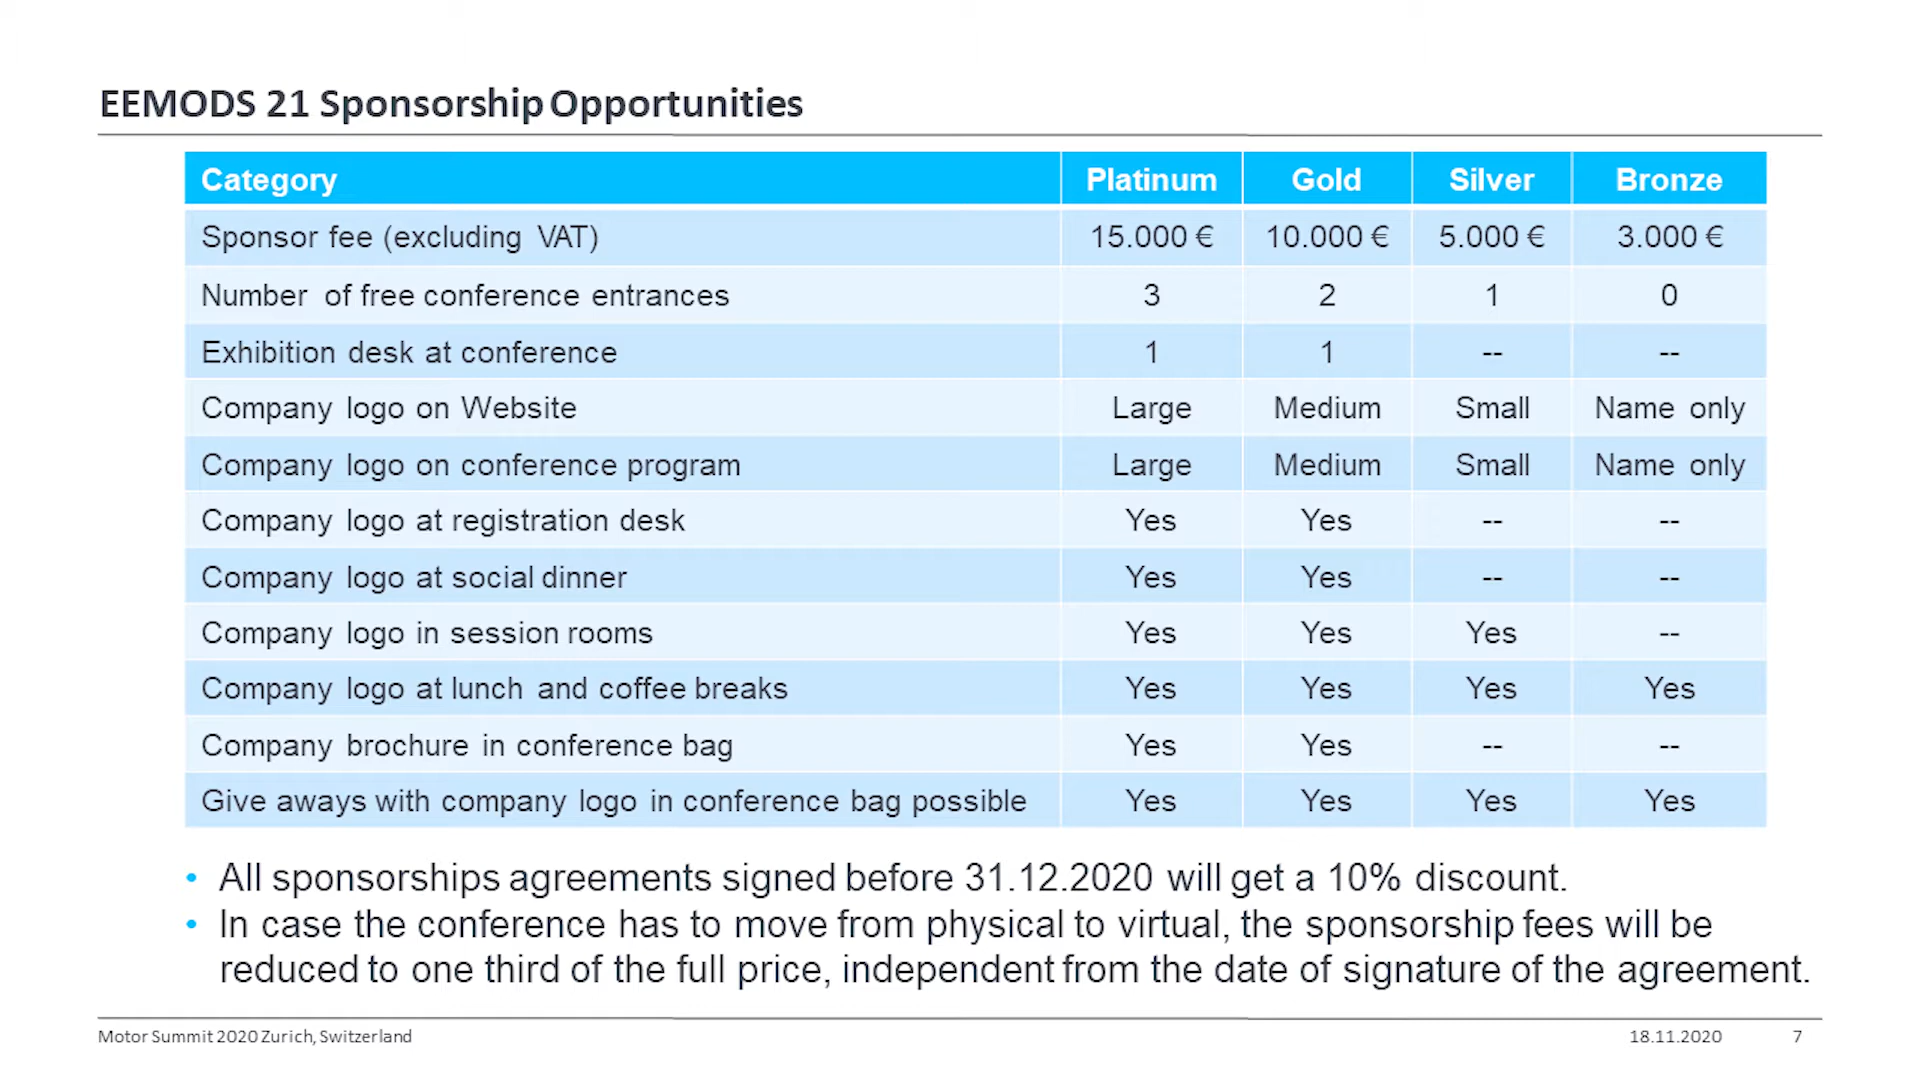 EEMODS 21 Sponsorship Opportunities
Category Platinum Gold Silver Bronze
Sponsor fee (excluding VAT) 15.000 € 10.000 € 5.000 € 3.000 €
Number of free conference entrances 3 2 1 0
Exhibition desk at conference 1 1 -- --
Company logo on Website Large Medium Small Name only
Company logo on conference program Large Medium Small Name only
Company logo at registration desk Yes Yes -- --
Company logo at social dinner Yes Yes -- --
Company logo in session rooms Yes Yes Yes --
Company logo at lunch and coffee breaks Yes Yes Yes Yes
Company brochure in conference bag Yes Yes -- --
Give aways with company logo in conference bag possible Yes Yes Yes Yes
• All sponsorships agreements signed before 31.12.2020 will get a 10% discount.
• In case the conference has to move from physical to virtual, the sponsorship fees will be
reduced to one third of the full price, independent from the date of signature of the agreement.
Motor Summit 2020 Zurich, Switzerland 18.11.2020 7